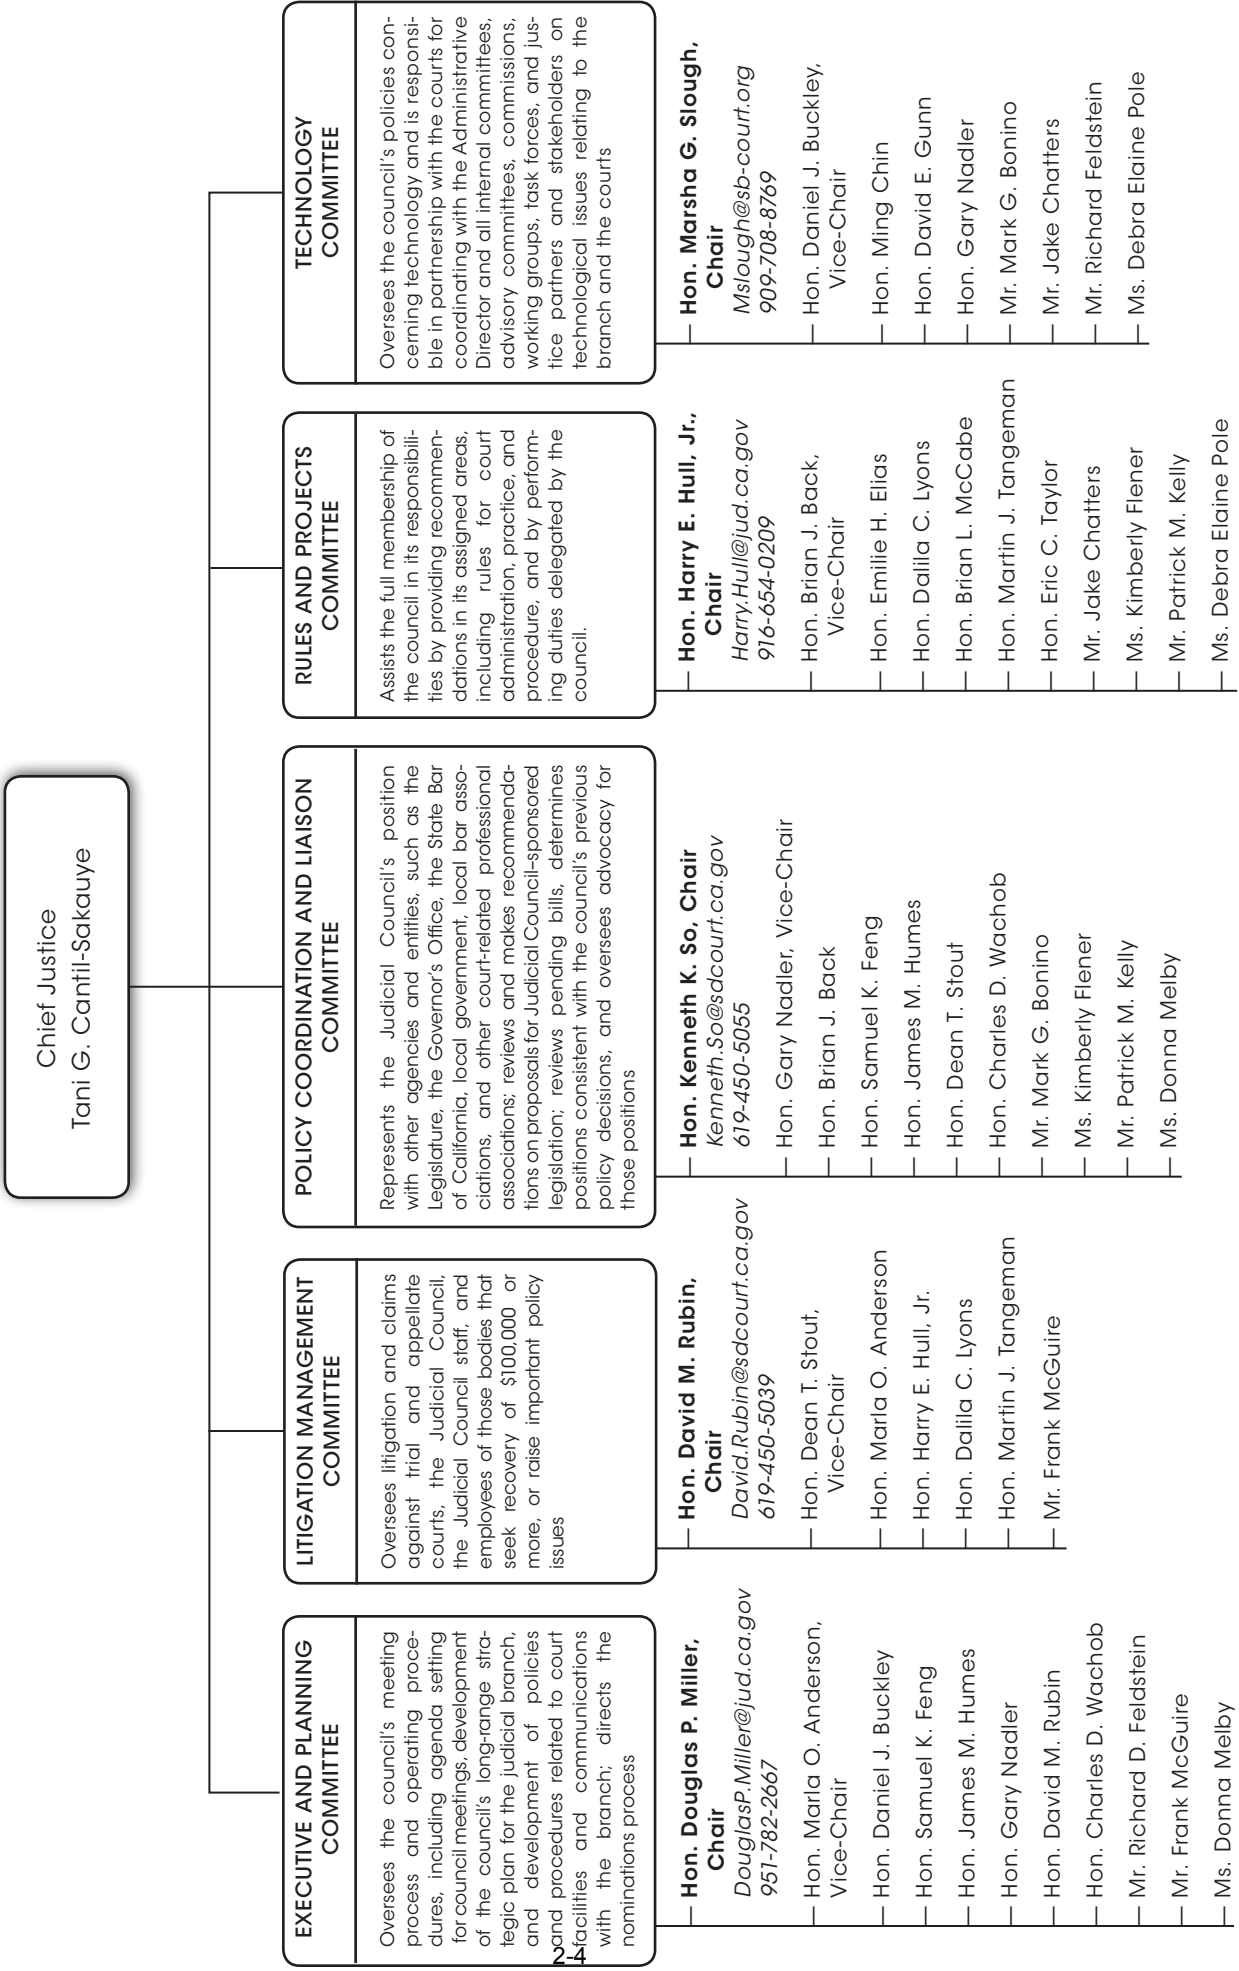 Chief Justice
Tani G. Cantil-Sakauye
EXECUTIVE AND PLANNING
COMMITTEE
Oversees the council's meeting
process and operating proce-
dures, including agenda setting
for council meetings, development
of the council's long-range stra-
tegic plan for the judicial branch,
and development of policies
and procedures related to court
facilities and communications
with the branch; directs the
nominations process
Hon. Douglas P. Miller,
Chair
DouglasP.Miller@jud.ca.gov
951-782-2667
Hon. Marla O. Anderson,
Vice-Chair
Hon. Daniel J. Buckley
Hon. Samuel K. Feng
Hon. James M. Humes
Hon. Gary Nadler
Hon. David M. Rubin
Hon. Charles D. Wachob
Mr. Richard D. Feldstein
Mr. Frank McGuire
Ms. Donna Melby
LITIGATION MANAGEMENT
COMMITTEE
Oversees litigation and claims
against trial and appellate
courts, the Judicial Council,
the Judicial Council staff, and
employees of those bodies that
seek recovery of $100,000 or
more, or raise important policy
issues
Hon. David M. Rubin,
Chair
David.Rubin@sdcourt.ca.gov
619-450-5039
Hon. Dean T. Stout,
Vice-Chair
Hon. Marla O. Anderson
Hon. Harry E. Hull, Jr.
Hon. Dalila C. Lyons
Hon. Martin J. Tangeman
Mr. Frank McGuire
POLICY COORDINATION AND LIAISON
COMMITTEE
Represents the Judicial Council's position
with other agencies and entities, such as the
Legislature, the Governor's Office, the State Bar
of California, local government, local bar asso-
ciations, and other court-related professional
associations; reviews and makes recommenda-
tions on proposals for Judicial Council–sponsored
legislation; reviews pending bills, determines
positions consistent with the council's previous
policy decisions, and oversees advocacy for
those positions
Hon. Kenneth K. So, Chair
Kenneth.So@sdcourt.ca.gov
619-450-5055
Hon. Gary Nadler, Vice-Chair
Hon. Brian J. Back
Hon. Samuel K. Feng
Hon. James M. Humes
Hon. Dean T. Stout
Hon. Charles D. Wachob
Mr. Mark G. Bonino
Ms. Kimberly Flener
Mr. Patrick M. Kelly
Ms. Donna Melby
RULES AND PROJECTS
COMMITTEE
Assists the full membership of
the council in its responsibili-
ties by providing recommen-
dations in its assigned areas,
including rules for court
administration, practice, and
procedure, and by perform-
ing duties delegated by the
council.
Hon. Harry E. Hull, Jr.,
Chair
Harry.Hull@jud.ca.gov
916-654-0209
Hon. Brian J. Back,
Vice-Chair
Hon. Emilie H. Elias
Hon. Dalila C. Lyons
Hon. Brian L. McCabe
Hon. Martin J. Tangeman
Hon. Eric C. Taylor
Mr. Jake Chatters
Ms. Kimberly Flener
Mr. Patrick M. Kelly
Ms. Debra Elaine Pole
TECHNOLOGY
COMMITTEE
Oversees the council's policies con-
cerning technology and is responsi-
ble in partnership with the courts for
coordinating with the Administrative
Director and all internal committees,
advisory committees, commissions,
working groups, task forces, and jus-
tice partners and stakeholders on
technological issues relating to the
branch and the courts
Hon. Marsha G. Slough,
Chair
Mslough@sb-court.org
909-708-8769
Hon. Daniel J. Buckley,
Vice-Chair
Hon. Ming Chin
Hon. David E. Gunn
Hon. Gary Nadler
Mr. Mark G. Bonino
Mr. Jake Chatters
Mr. Richard Feldstein
Ms. Debra Elaine Pole
2-4